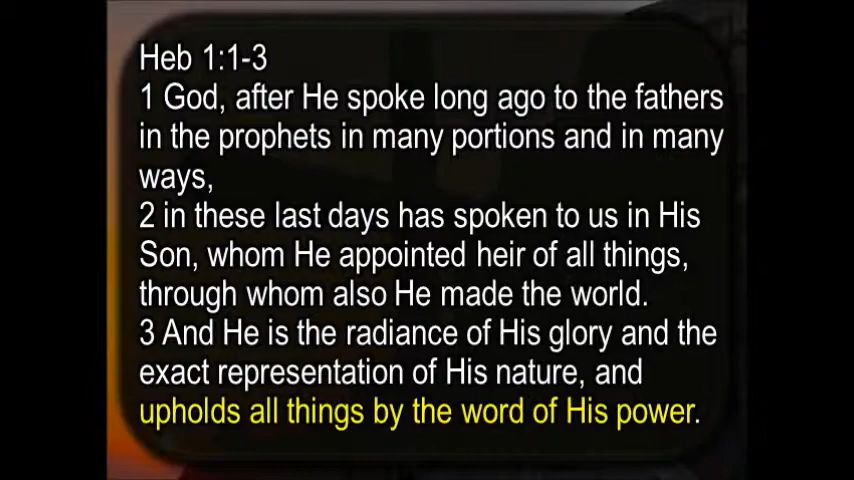 Heb 1:1-3
1 God, after He spoke long ago to the fathers
in the prophets in many portions and in many
ways,
2 in these last days has spoken to us in His
Son, whom He appointed heir of all things,
through whom also He made the world.
3 And He is the radiance of His glory and the
exact representation of His nature, and
upholds all things by the word of His power.